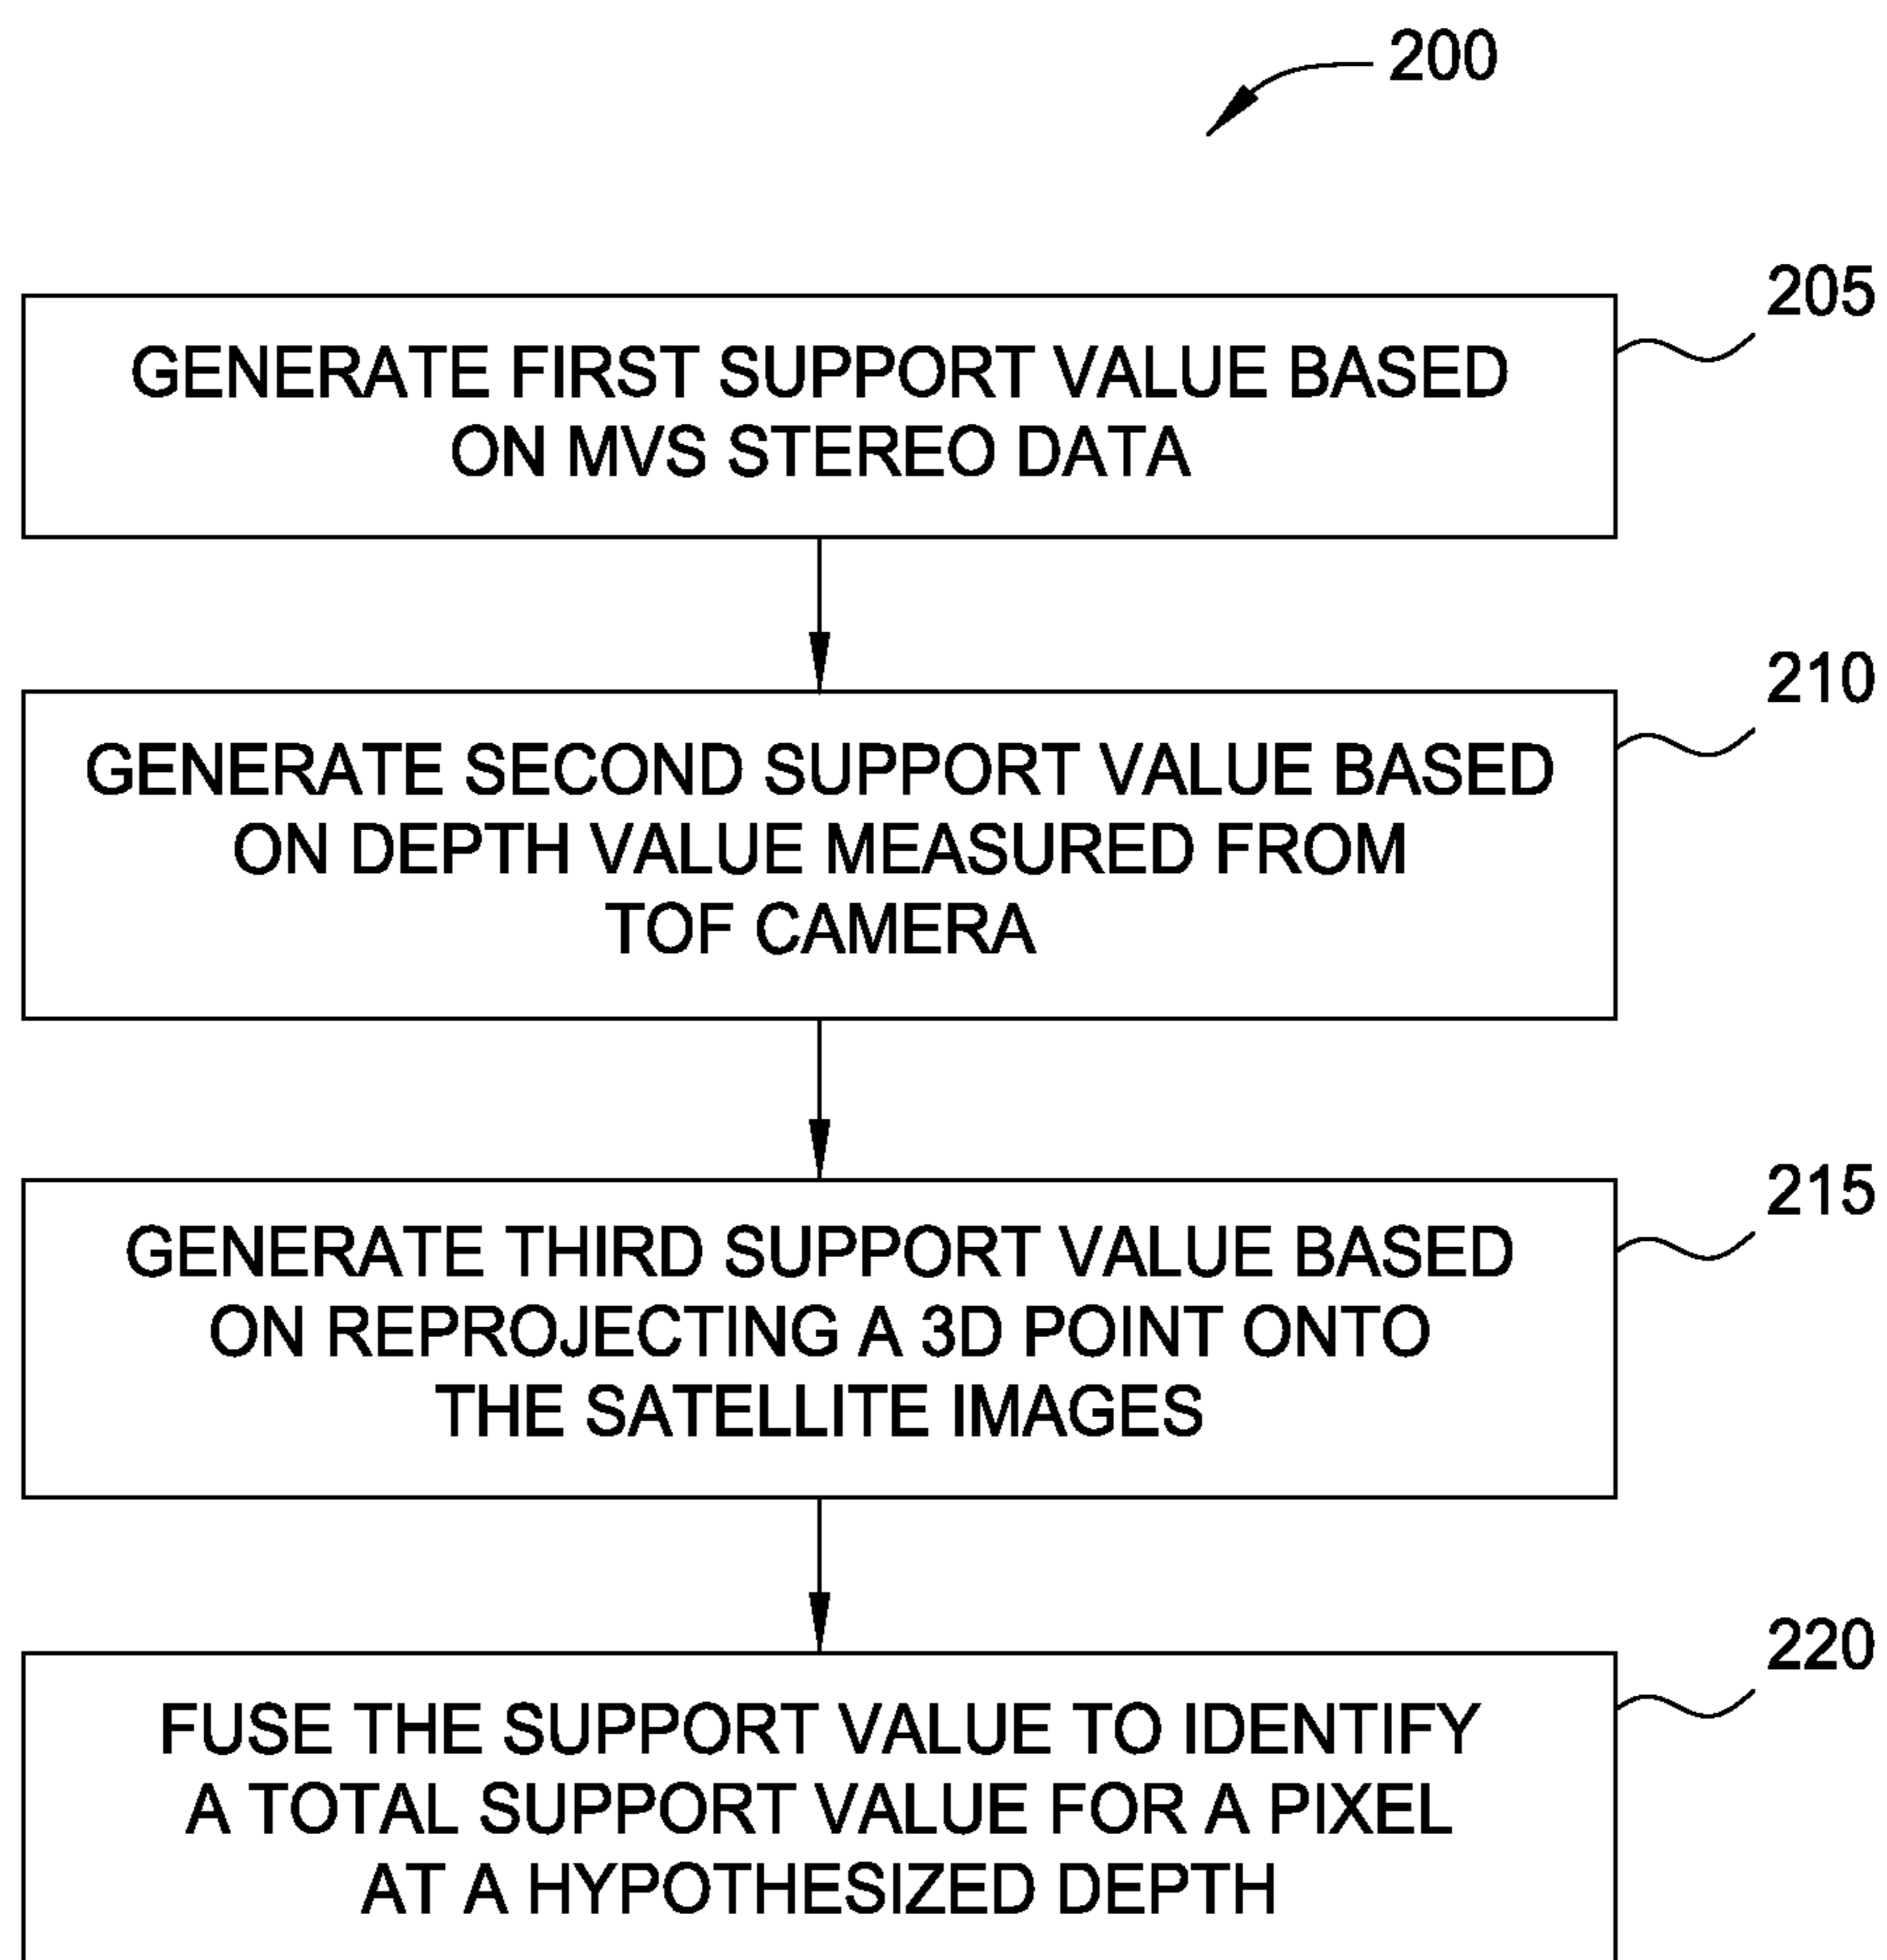 200
205
GENERATE FIRST SUPPORT VALUE BASED
ON MVS STEREO DATA
210
GENERATE SECOND SUPPORT VALUE BASED
ON DEPTH VALUE MEASURED FROM
TOF CAMERA
215
GENERATE THIRD SUPPORT VALUE BASED
ON REPROJECTING A 3D POINT ONTO
THE SATELLITE IMAGES
220
FUSE THE SUPPORT VALUE TO IDENTIFY
A TOTAL SUPPORT VALUE FOR A PIXEL
AT A HYPOTHESIZED DEPTH